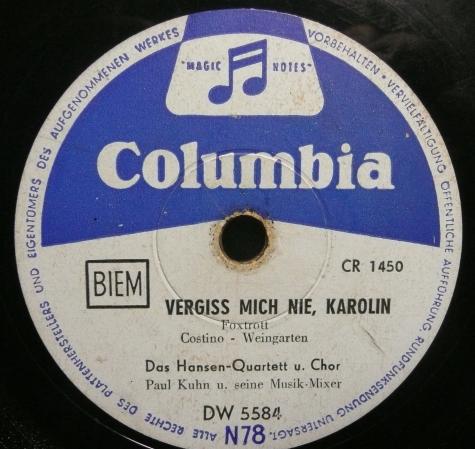 "MAGIC NOTES"
Columbia
BIEM
CR 1450
VERGISS MICH NIE, KAROLIN
Foxtrott
Costino - Weingarten
Das Hansen-Quartett u. Chor
Paul Kuhn u. seine Musik-Mixer
DW 5584
N78
ALLE RECHTE DES PLATTENHERSTELLERS UND EIGENTÜMERS DES AUFGENOMMENEN WERKES VORBEHALTEN • VERVIELFÄLTIGUNG ÖFFENTLICHE AUFFÜHRUNG RUNDFUNKSENDUNG UNTERSAGT.